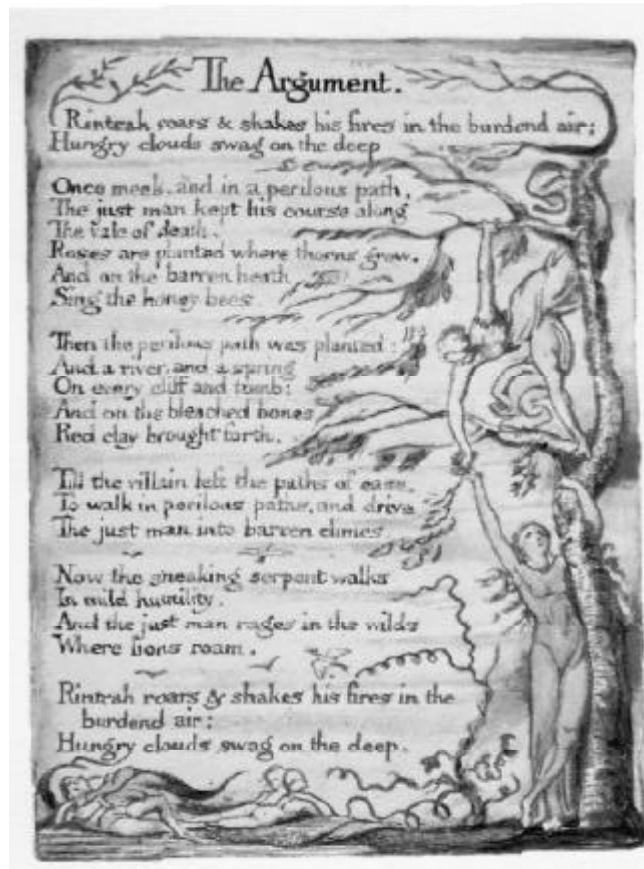 The Argument.
Rintrah roars & shakes his fires in the burdend air;
Hungry clouds swag on the deep
Once meek, and in a perilous path,
The just man kept his course along
The vale of death.
Roses are planted where thorns grow,
And on the barren heath
Sing the honey bees.
Then the perilous path was planted:
And a river, and a spring
On every cliff and tomb;
And on the bleached bones
Red clay brought forth.
Till the villain left the paths of ease,
To walk in perilous paths, and drive
The just man into barren climes.
Now the sneaking serpent walks
In mild humility.
And the just man rages in the wilds
Where lions roam.
Rintrah roars & shakes his fires in the
burdend air;
Hungry clouds swag on the deep.